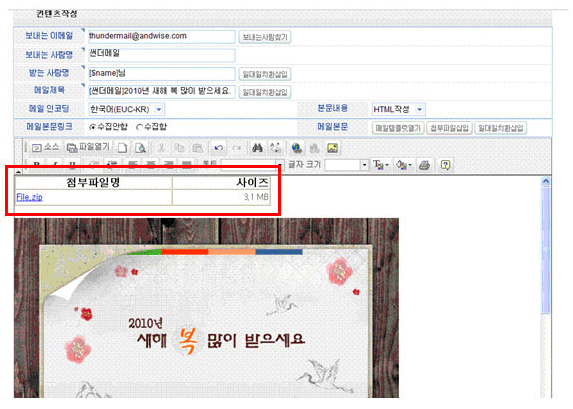 컨텐츠작성
보내는 이메일 thundermail@andwise.com 보내는사람찾기
보내는 사람명 썬더메일
받는 사람명 [$name]님 일대일치환삽입
메일제목 [썬더메일]2010년 새해 복 많이 받으세요. 일대일치환삽입
메일 인코딩 한국어(EUC-KR) 본문내용 HTML작성
메일본문링크 수집안함 수집함 메일본문 메일템플릿열기 첨부파일삽입 일대일치환삽입
소스 파일열기
B I U 글자 크기
첨부파일명 사이즈
File.zip 3,1 MB
2010년
새해 복 많이 받으세요